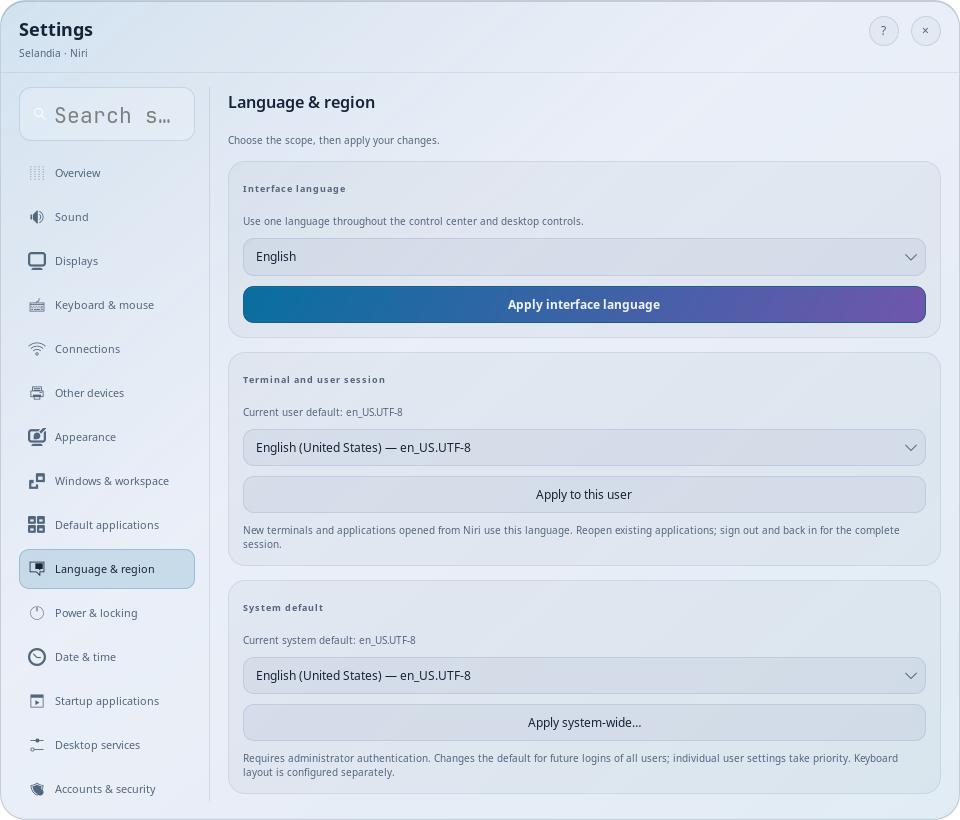 Settings
Selandia · Niri
?
×
Search s…
Overview
Sound
Displays
Keyboard & mouse
Connections
Other devices
Appearance
Windows & workspace
Default applications
Language & region
Power & locking
Date & time
Startup applications
Desktop services
Accounts & security
Language & region
Choose the scope, then apply your changes.
Interface language
Use one language throughout the control center and desktop controls.
English
Apply interface language
Terminal and user session
Current user default: en_US.UTF-8
English (United States) — en_US.UTF-8
Apply to this user
New terminals and applications opened from Niri use this language. Reopen existing applications; sign out and back in for the complete
session.
System default
Current system default: en_US.UTF-8
English (United States) — en_US.UTF-8
Apply system-wide…
Requires administrator authentication. Changes the default for future logins of all users; individual user settings take priority. Keyboard
layout is configured separately.